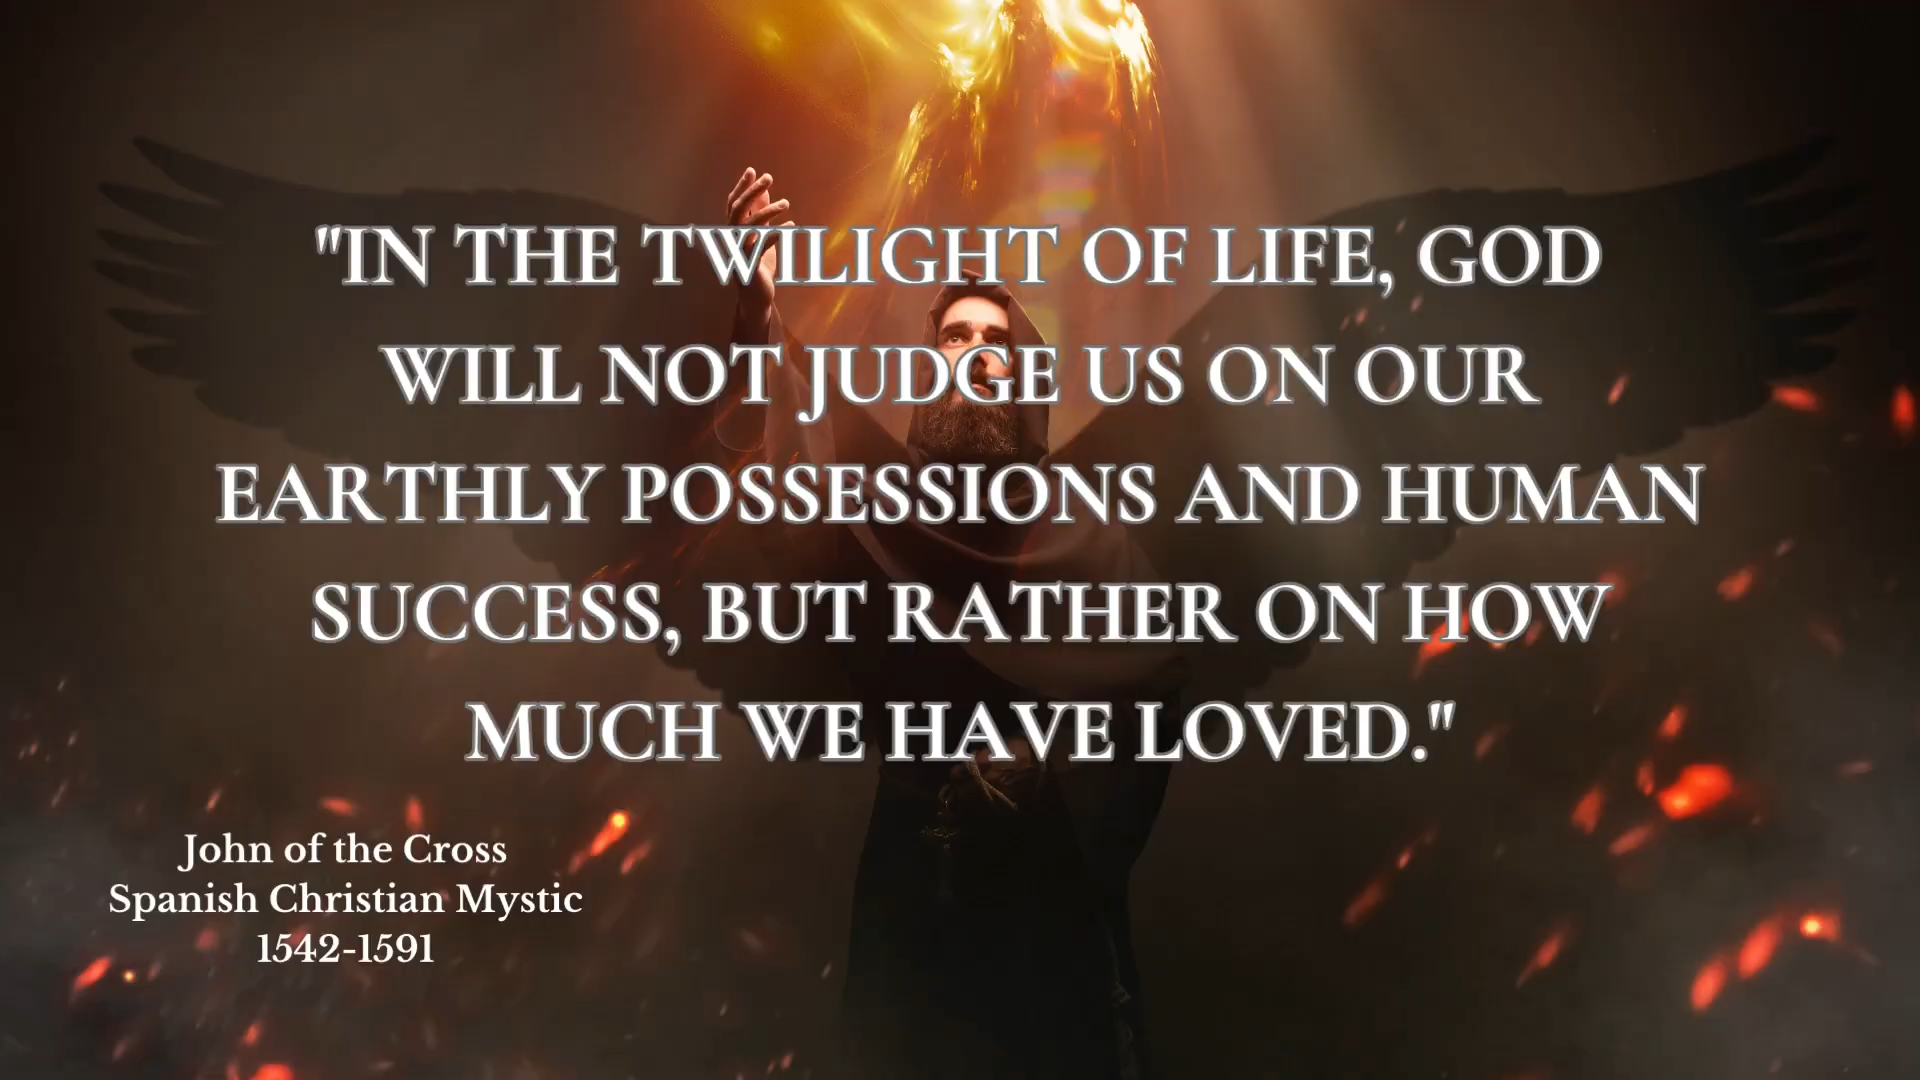 "IN THE TWILIGHT OF LIFE, GOD
WILL NOT JUDGE US ON OUR
EARTHLY POSSESSIONS AND HUMAN
SUCCESS, BUT RATHER ON HOW
MUCH WE HAVE LOVED."
John of the Cross
Spanish Christian Mystic
1542-1591